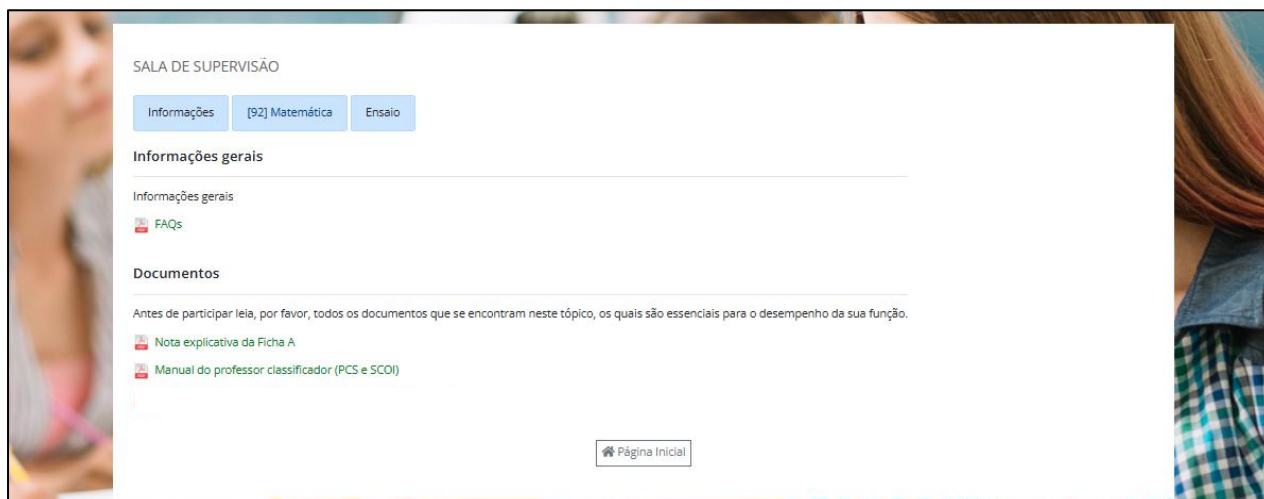 SALA DE SUPERVISÃO
Informações [92] Matemática Ensaio
Informações gerais
Informações gerais
FAQs
Documentos
Antes de participar leia, por favor, todos os documentos que se encontram neste tópico, os quais são essenciais para o desempenho da sua função.
Nota explicativa da Ficha A
Manual do professor classificador (PCS e SCOI)
Página Inicial